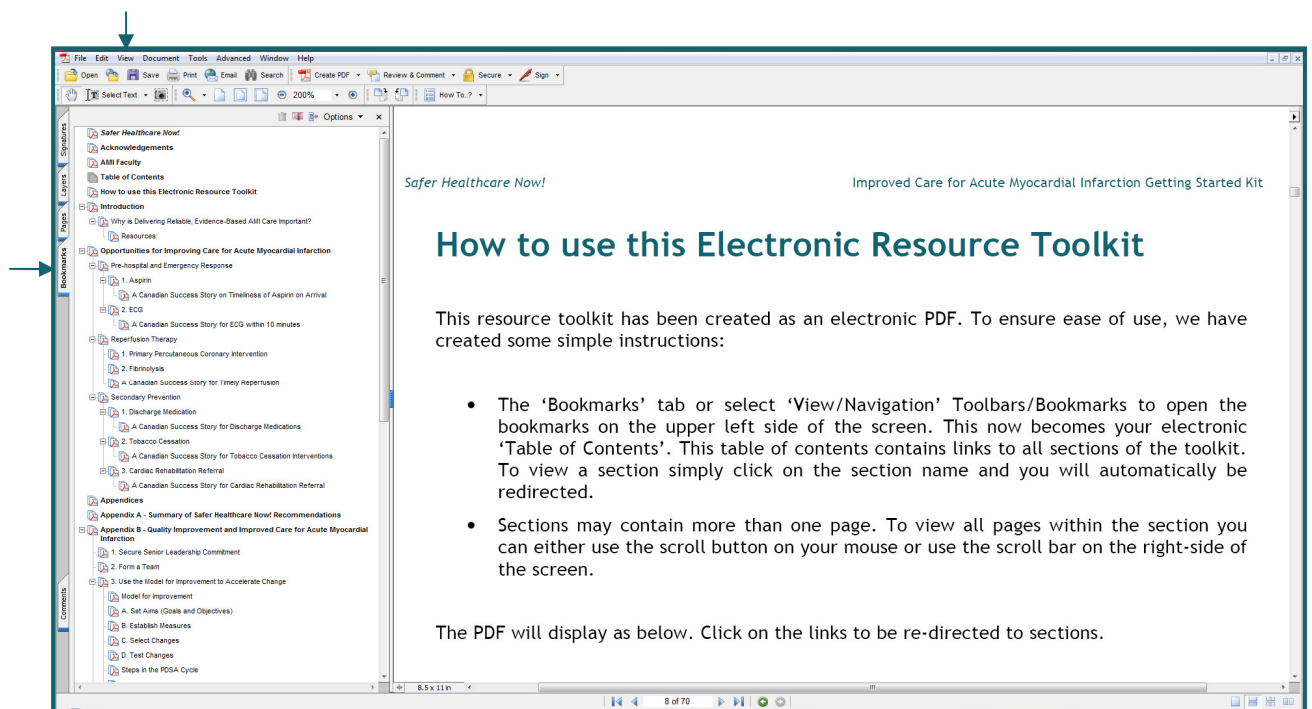 File Edit View Document Tools Advanced Window Help
Open Save Print Email Search Create PDF Review & Comment Secure Sign
Select Text 200% How To..?
Options
Signatures
Layers
Pages
Bookmarks
Comments
Safer Healthcare Now!
Acknowledgements
AMI Faculty
Table of Contents
How to use this Electronic Resource Toolkit
Introduction
Why is Delivering Reliable, Evidence-Based AMI Care Important?
Resources:
Opportunities for Improving Care for Acute Myocardial Infarction
Pre-hospital and Emergency Response
1. Aspirin
A Canadian Success Story on Timeliness of Aspirin on Arrival
2. ECG
A Canadian Success Story for ECG within 10 minutes
Reperfusion Therapy
1. Primary Percutaneous Coronary Intervention
2. Fibrinolysis
A Canadian Success Story for Timely Reperfusion
Secondary Prevention
1. Discharge Medication
A Canadian Success Story for Discharge Medications
2. Tobacco Cessation
A Canadian Success Story for Tobacco Cessation Interventions
3. Cardiac Rehabilitation Referral
A Canadian Success Story for Cardiac Rehabilitation Referral
Appendices
Appendix A - Summary of Safer Healthcare Now! Recommendations
Appendix B - Quality Improvement and Improved Care for Acute Myocardial
Infarction
1. Secure Senior Leadership Commitment
2. Form a Team
3. Use the Model for Improvement to Accelerate Change
Model for Improvement
A. Set Aims (Goals and Objectives)
B. Establish Measures
C. Select Changes
D. Test Changes
Steps in the PDSA Cycle
Safer Healthcare Now! Improved Care for Acute Myocardial Infarction Getting Started Kit
How to use this Electronic Resource Toolkit
This resource toolkit has been created as an electronic PDF. To ensure ease of use, we have
created some simple instructions:
• The ‘Bookmarks’ tab or select ‘View/Navigation’ Toolbars/Bookmarks to open the
bookmarks on the upper left side of the screen. This now becomes your electronic
‘Table of Contents’. This table of contents contains links to all sections of the toolkit.
To view a section simply click on the section name and you will automatically be
redirected.
• Sections may contain more than one page. To view all pages within the section you
can either use the scroll button on your mouse or use the scroll bar on the right-side of
the screen.
The PDF will display as below. Click on the links to be re-directed to sections.
8.5 x 11 in
8 of 70